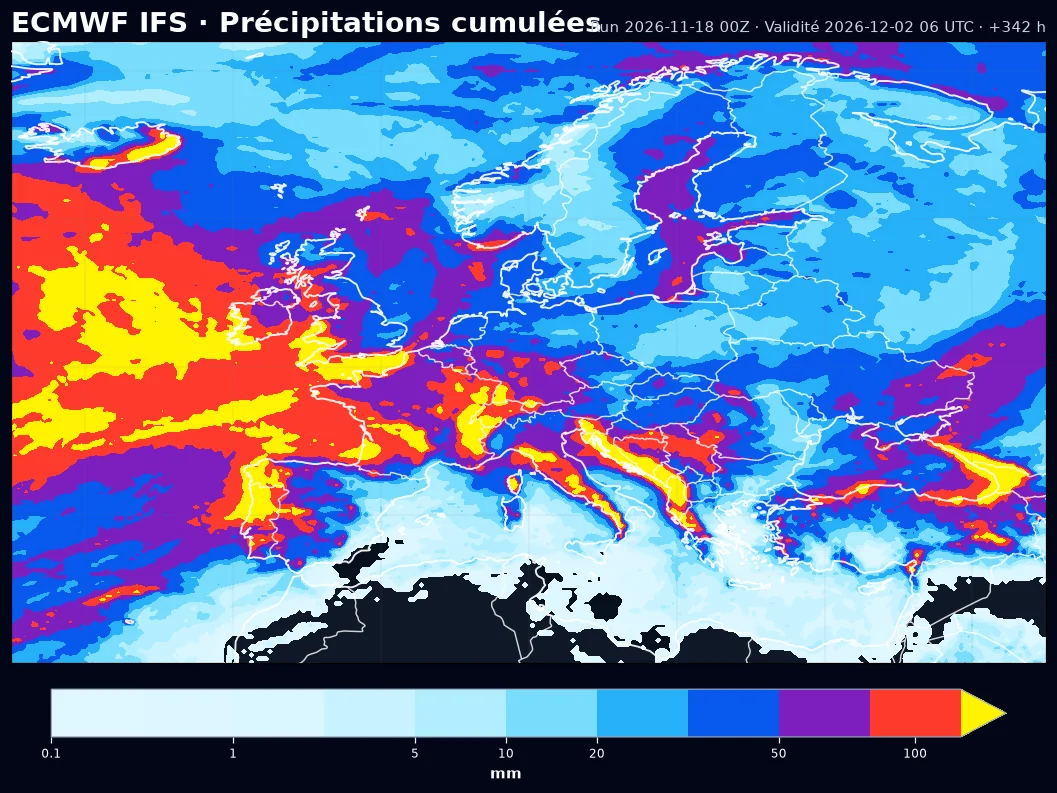 ECMWF IFS · Précipitations cumulées
Run 2026-11-18 00Z · Validité 2026-12-02 06 UTC · +342 h
0.1 1 5 10 20 50 100
mm